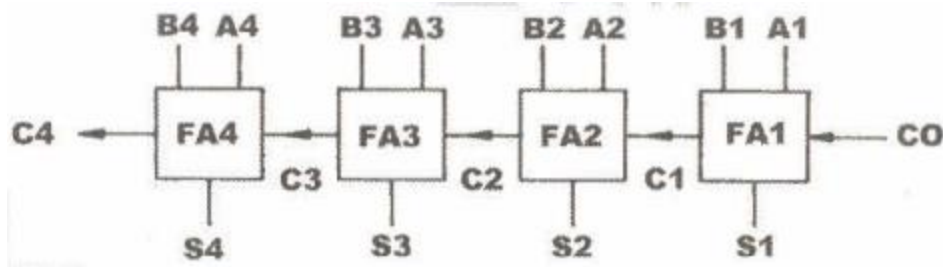 B4 A4 B3 A3 B2 A2 B1 A1
C4 FA4 FA3 FA2 FA1 CO
C3 C2 C1
S4 S3 S2 S1